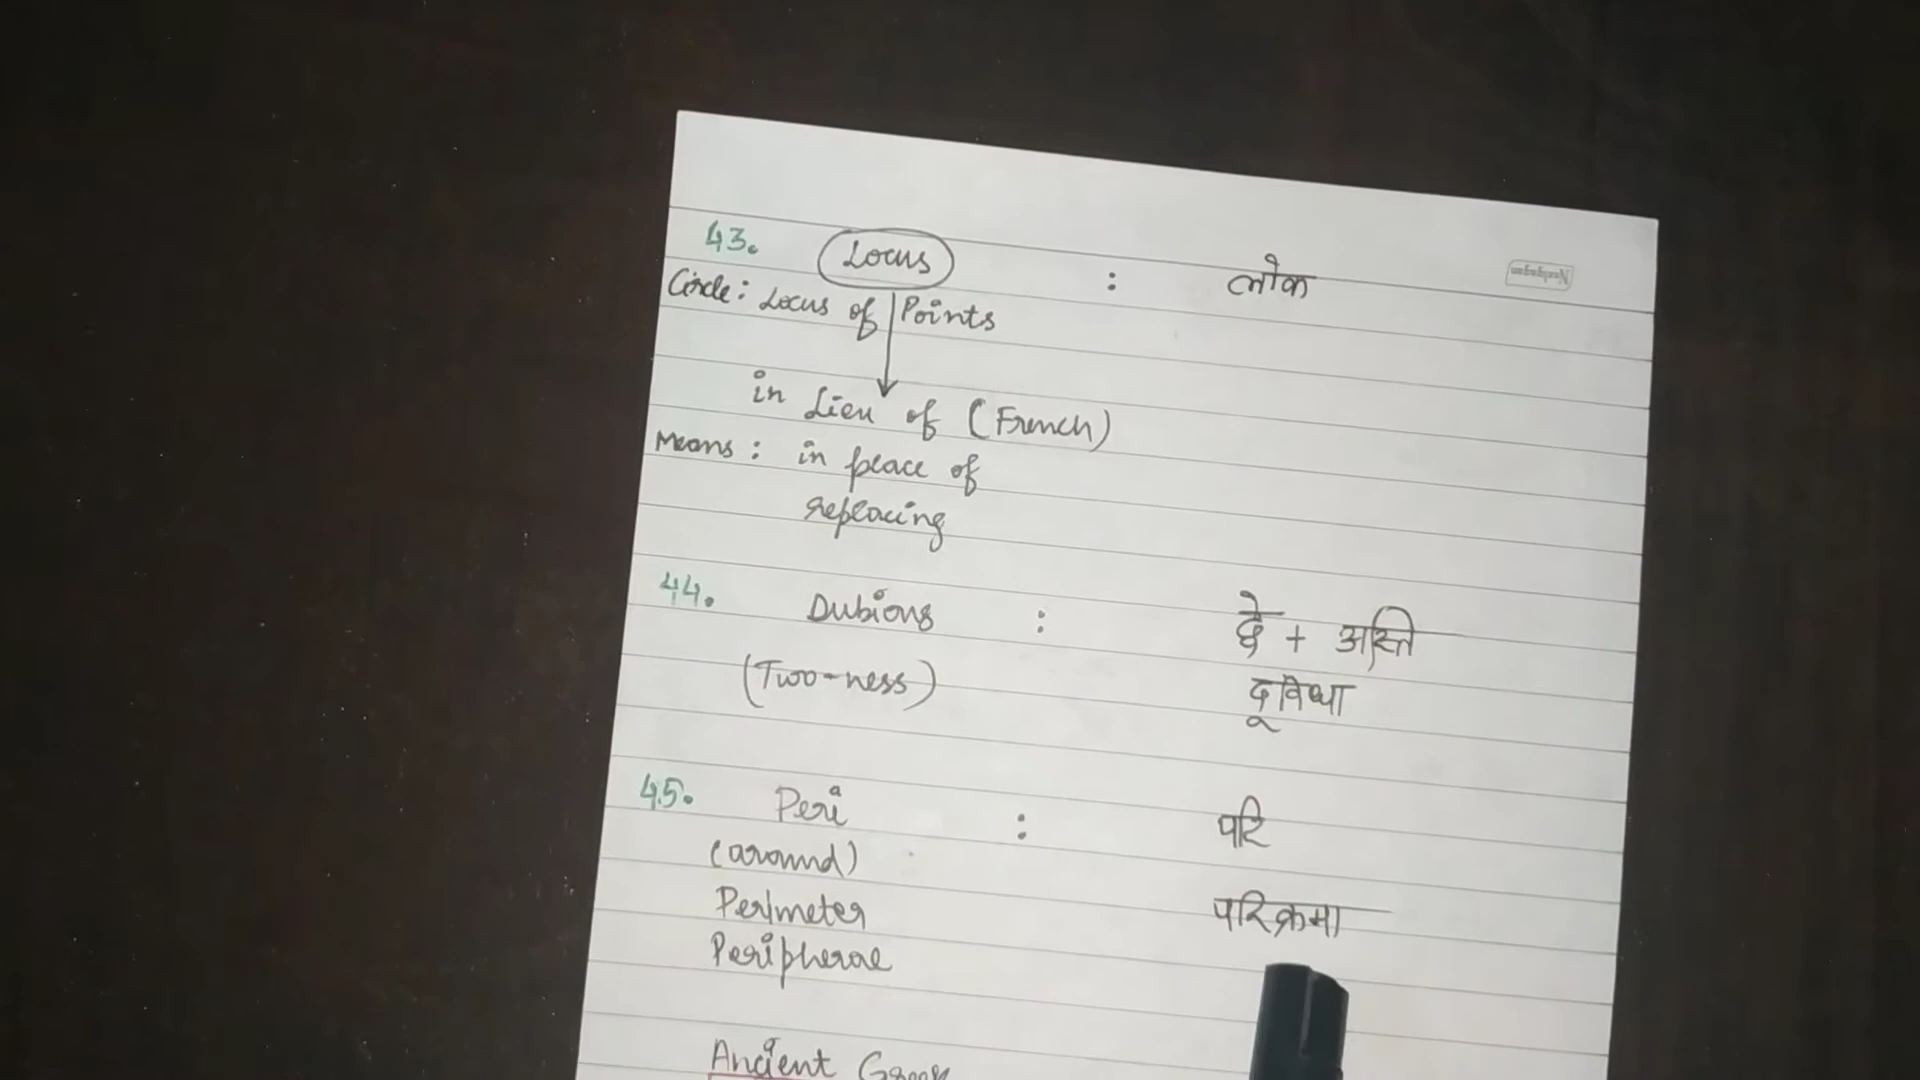 43. Locus : लोक
Circle: Locus of Points
in Lieu of (French)
Means: in place of
replacing
44. Dubious : द्वे + अस्ति
(Two-ness) दूविधा
45. Peri : परि
(around)
Perimeter परिक्रमा
Peripheral
Ancient